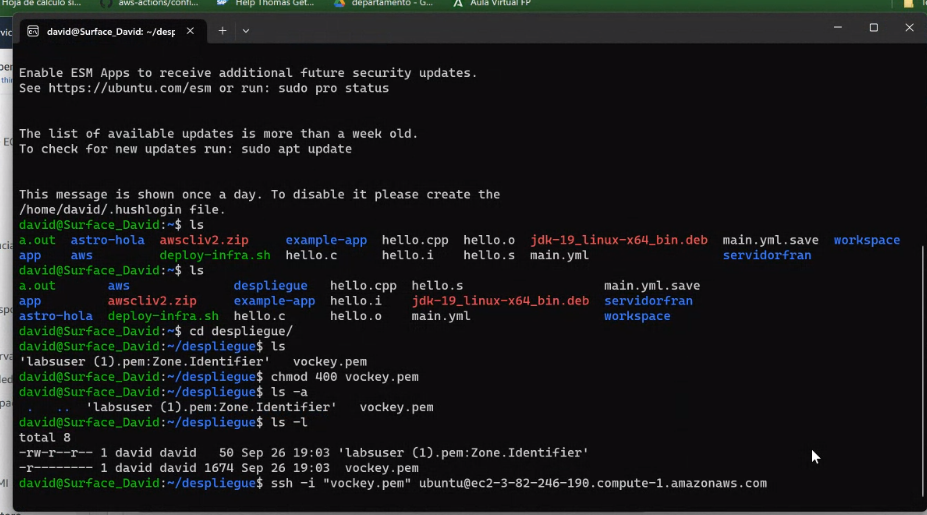 Hoja de cálculo si... aws-actions/confi... Help Thomas Get... departamento - G... Aula Virtual FP
david@Surface_David: ~/desp
Enable ESM Apps to receive additional future security updates.
See https://ubuntu.com/esm or run: sudo pro status
The list of available updates is more than a week old.
To check for new updates run: sudo apt update
This message is shown once a day. To disable it please create the
/home/david/.hushlogin file.
david@Surface_David:~$ ls
a.out astro-hola awscliv2.zip example-app hello.cpp hello.o jdk-19_linux-x64_bin.deb main.yml.save workspace
app aws deploy-infra.sh hello.c hello.i hello.s main.yml servidorfran
david@Surface_David:~$ ls
a.out aws despliegue hello.cpp hello.s main.yml.save
app awscliv2.zip example-app hello.i jdk-19_linux-x64_bin.deb servidorfran
astro-hola deploy-infra.sh hello.c hello.o main.yml workspace
david@Surface_David:~$ cd despliegue/
david@Surface_David:~/despliegue$ ls
'labsuser (1).pem:Zone.Identifier' vockey.pem
david@Surface_David:~/despliegue$ chmod 400 vockey.pem
david@Surface_David:~/despliegue$ ls -a
. .. 'labsuser (1).pem:Zone.Identifier' vockey.pem
david@Surface_David:~/despliegue$ ls -l
total 8
-rw-r--r-- 1 david david 50 Sep 26 19:03 'labsuser (1).pem:Zone.Identifier'
-r-------- 1 david david 1674 Sep 26 19:03 vockey.pem
david@Surface_David:~/despliegue$ ssh -i "vockey.pem" ubuntu@ec2-3-82-246-190.compute-1.amazonaws.com